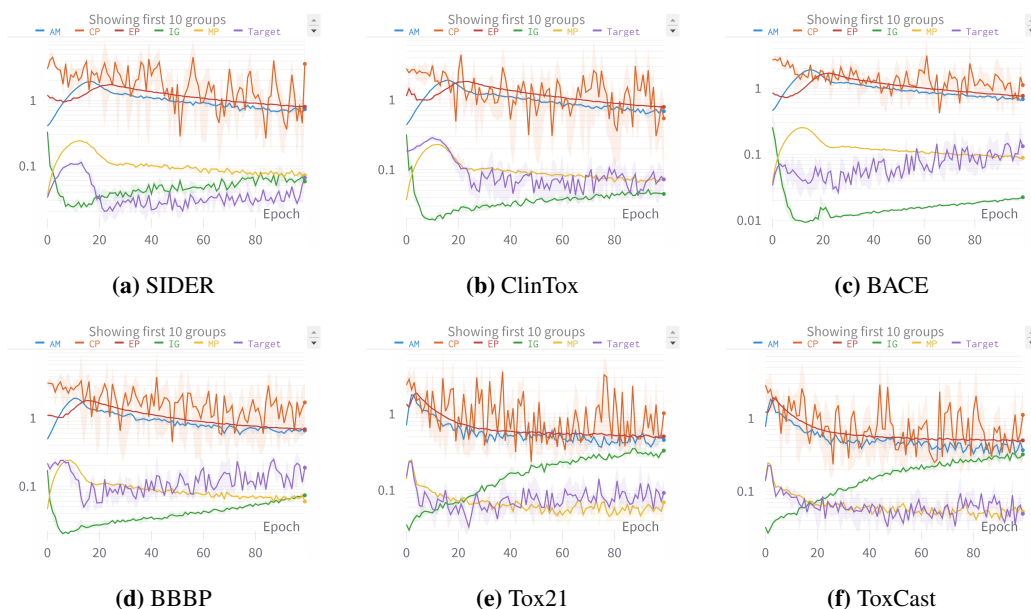 Showing first 10 groups
AM CP EP IG MP Target
1
0.1
Epoch
0 20 40 60 80
(a) SIDER
Showing first 10 groups
AM CP EP IG MP Target
1
0.1
Epoch
0 20 40 60 80
(b) ClinTox
Showing first 10 groups
AM CP EP IG MP Target
1
0.1
0.01
Epoch
0 20 40 60 80
(c) BACE
Showing first 10 groups
AM CP EP IG MP Target
1
0.1
Epoch
0 20 40 60 80
(d) BBBP
Showing first 10 groups
AM CP EP IG MP Target
1
0.1
Epoch
0 20 40 60 80
(e) Tox21
Showing first 10 groups
AM CP EP IG MP Target
1
0.1
Epoch
0 20 40 60 80
(f) ToxCast